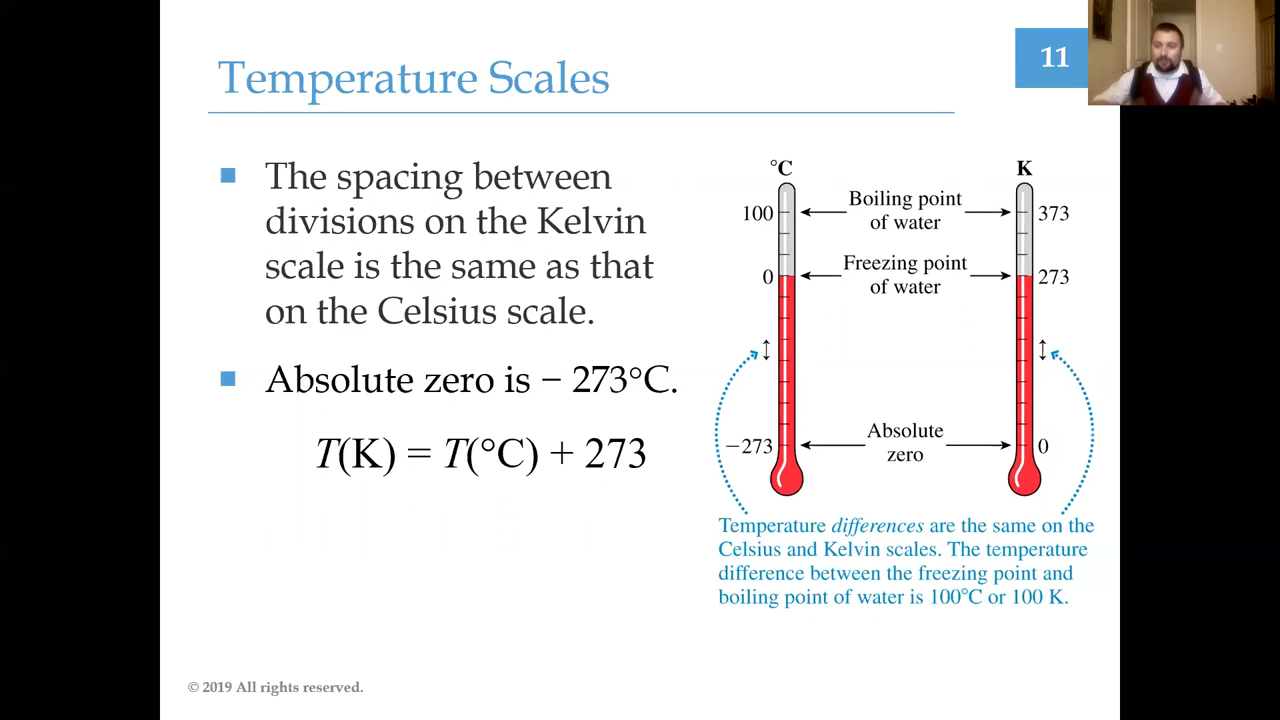 Temperature Scales
11
■ The spacing between
divisions on the Kelvin
scale is the same as that
on the Celsius scale.
■ Absolute zero is − 273°C.
T(K) = T(°C) + 273
°C
K
100
Boiling point
of water
373
0
Freezing point
of water
273
−273
Absolute
zero
0
Temperature differences are the same on the
Celsius and Kelvin scales. The temperature
difference between the freezing point and
boiling point of water is 100°C or 100 K.
© 2019 All rights reserved.